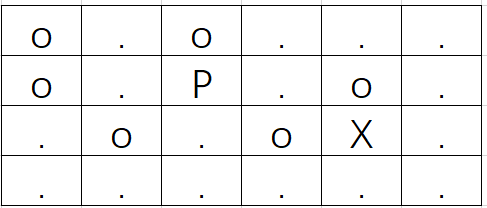 o . o . . .
o . P . o .
. o . o X .
. . . . . .